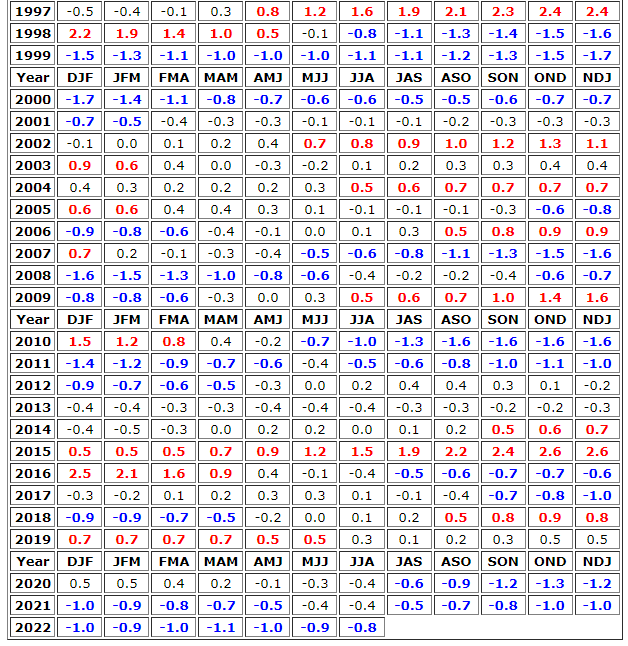 1997 -0.5 -0.4 -0.1 0.3 0.8 1.2 1.6 1.9 2.1 2.3 2.4 2.4
1998 2.2 1.9 1.4 1.0 0.5 -0.1 -0.8 -1.1 -1.3 -1.4 -1.5 -1.6
1999 -1.5 -1.3 -1.1 -1.0 -1.0 -1.0 -1.1 -1.1 -1.2 -1.3 -1.5 -1.7
Year DJF JFM FMA MAM AMJ MJJ JJA JAS ASO SON OND NDJ
2000 -1.7 -1.4 -1.1 -0.8 -0.7 -0.6 -0.6 -0.5 -0.5 -0.6 -0.7 -0.7
2001 -0.7 -0.5 -0.4 -0.3 -0.3 -0.1 -0.1 -0.1 -0.2 -0.3 -0.3 -0.3
2002 -0.1 0.0 0.1 0.2 0.4 0.7 0.8 0.9 1.0 1.2 1.3 1.1
2003 0.9 0.6 0.4 0.0 -0.3 -0.2 0.1 0.2 0.3 0.3 0.4 0.4
2004 0.4 0.3 0.2 0.2 0.2 0.3 0.5 0.6 0.7 0.7 0.7 0.7
2005 0.6 0.6 0.4 0.4 0.3 0.1 -0.1 -0.1 -0.1 -0.3 -0.6 -0.8
2006 -0.9 -0.8 -0.6 -0.4 -0.1 0.0 0.1 0.3 0.5 0.8 0.9 0.9
2007 0.7 0.2 -0.1 -0.3 -0.4 -0.5 -0.6 -0.8 -1.1 -1.3 -1.5 -1.6
2008 -1.6 -1.5 -1.3 -1.0 -0.8 -0.6 -0.4 -0.2 -0.2 -0.4 -0.6 -0.7
2009 -0.8 -0.8 -0.6 -0.3 0.0 0.3 0.5 0.6 0.7 1.0 1.4 1.6
Year DJF JFM FMA MAM AMJ MJJ JJA JAS ASO SON OND NDJ
2010 1.5 1.2 0.8 0.4 -0.2 -0.7 -1.0 -1.3 -1.6 -1.6 -1.6 -1.6
2011 -1.4 -1.2 -0.9 -0.7 -0.6 -0.4 -0.5 -0.6 -0.8 -1.0 -1.1 -1.0
2012 -0.9 -0.7 -0.6 -0.5 -0.3 0.0 0.2 0.4 0.4 0.3 0.1 -0.2
2013 -0.4 -0.4 -0.3 -0.3 -0.4 -0.4 -0.4 -0.3 -0.3 -0.2 -0.2 -0.3
2014 -0.4 -0.5 -0.3 0.0 0.2 0.2 0.0 0.1 0.2 0.5 0.6 0.7
2015 0.5 0.5 0.5 0.7 0.9 1.2 1.5 1.9 2.2 2.4 2.6 2.6
2016 2.5 2.1 1.6 0.9 0.4 -0.1 -0.4 -0.5 -0.6 -0.7 -0.7 -0.6
2017 -0.3 -0.2 0.1 0.2 0.3 0.3 0.1 -0.1 -0.4 -0.7 -0.8 -1.0
2018 -0.9 -0.9 -0.7 -0.5 -0.2 0.0 0.1 0.2 0.5 0.8 0.9 0.8
2019 0.7 0.7 0.7 0.7 0.5 0.5 0.3 0.1 0.2 0.3 0.5 0.5
Year DJF JFM FMA MAM AMJ MJJ JJA JAS ASO SON OND NDJ
2020 0.5 0.5 0.4 0.2 -0.1 -0.3 -0.4 -0.6 -0.9 -1.2 -1.3 -1.2
2021 -1.0 -0.9 -0.8 -0.7 -0.5 -0.4 -0.4 -0.5 -0.7 -0.8 -1.0 -1.0
2022 -1.0 -0.9 -1.0 -1.1 -1.0 -0.9 -0.8